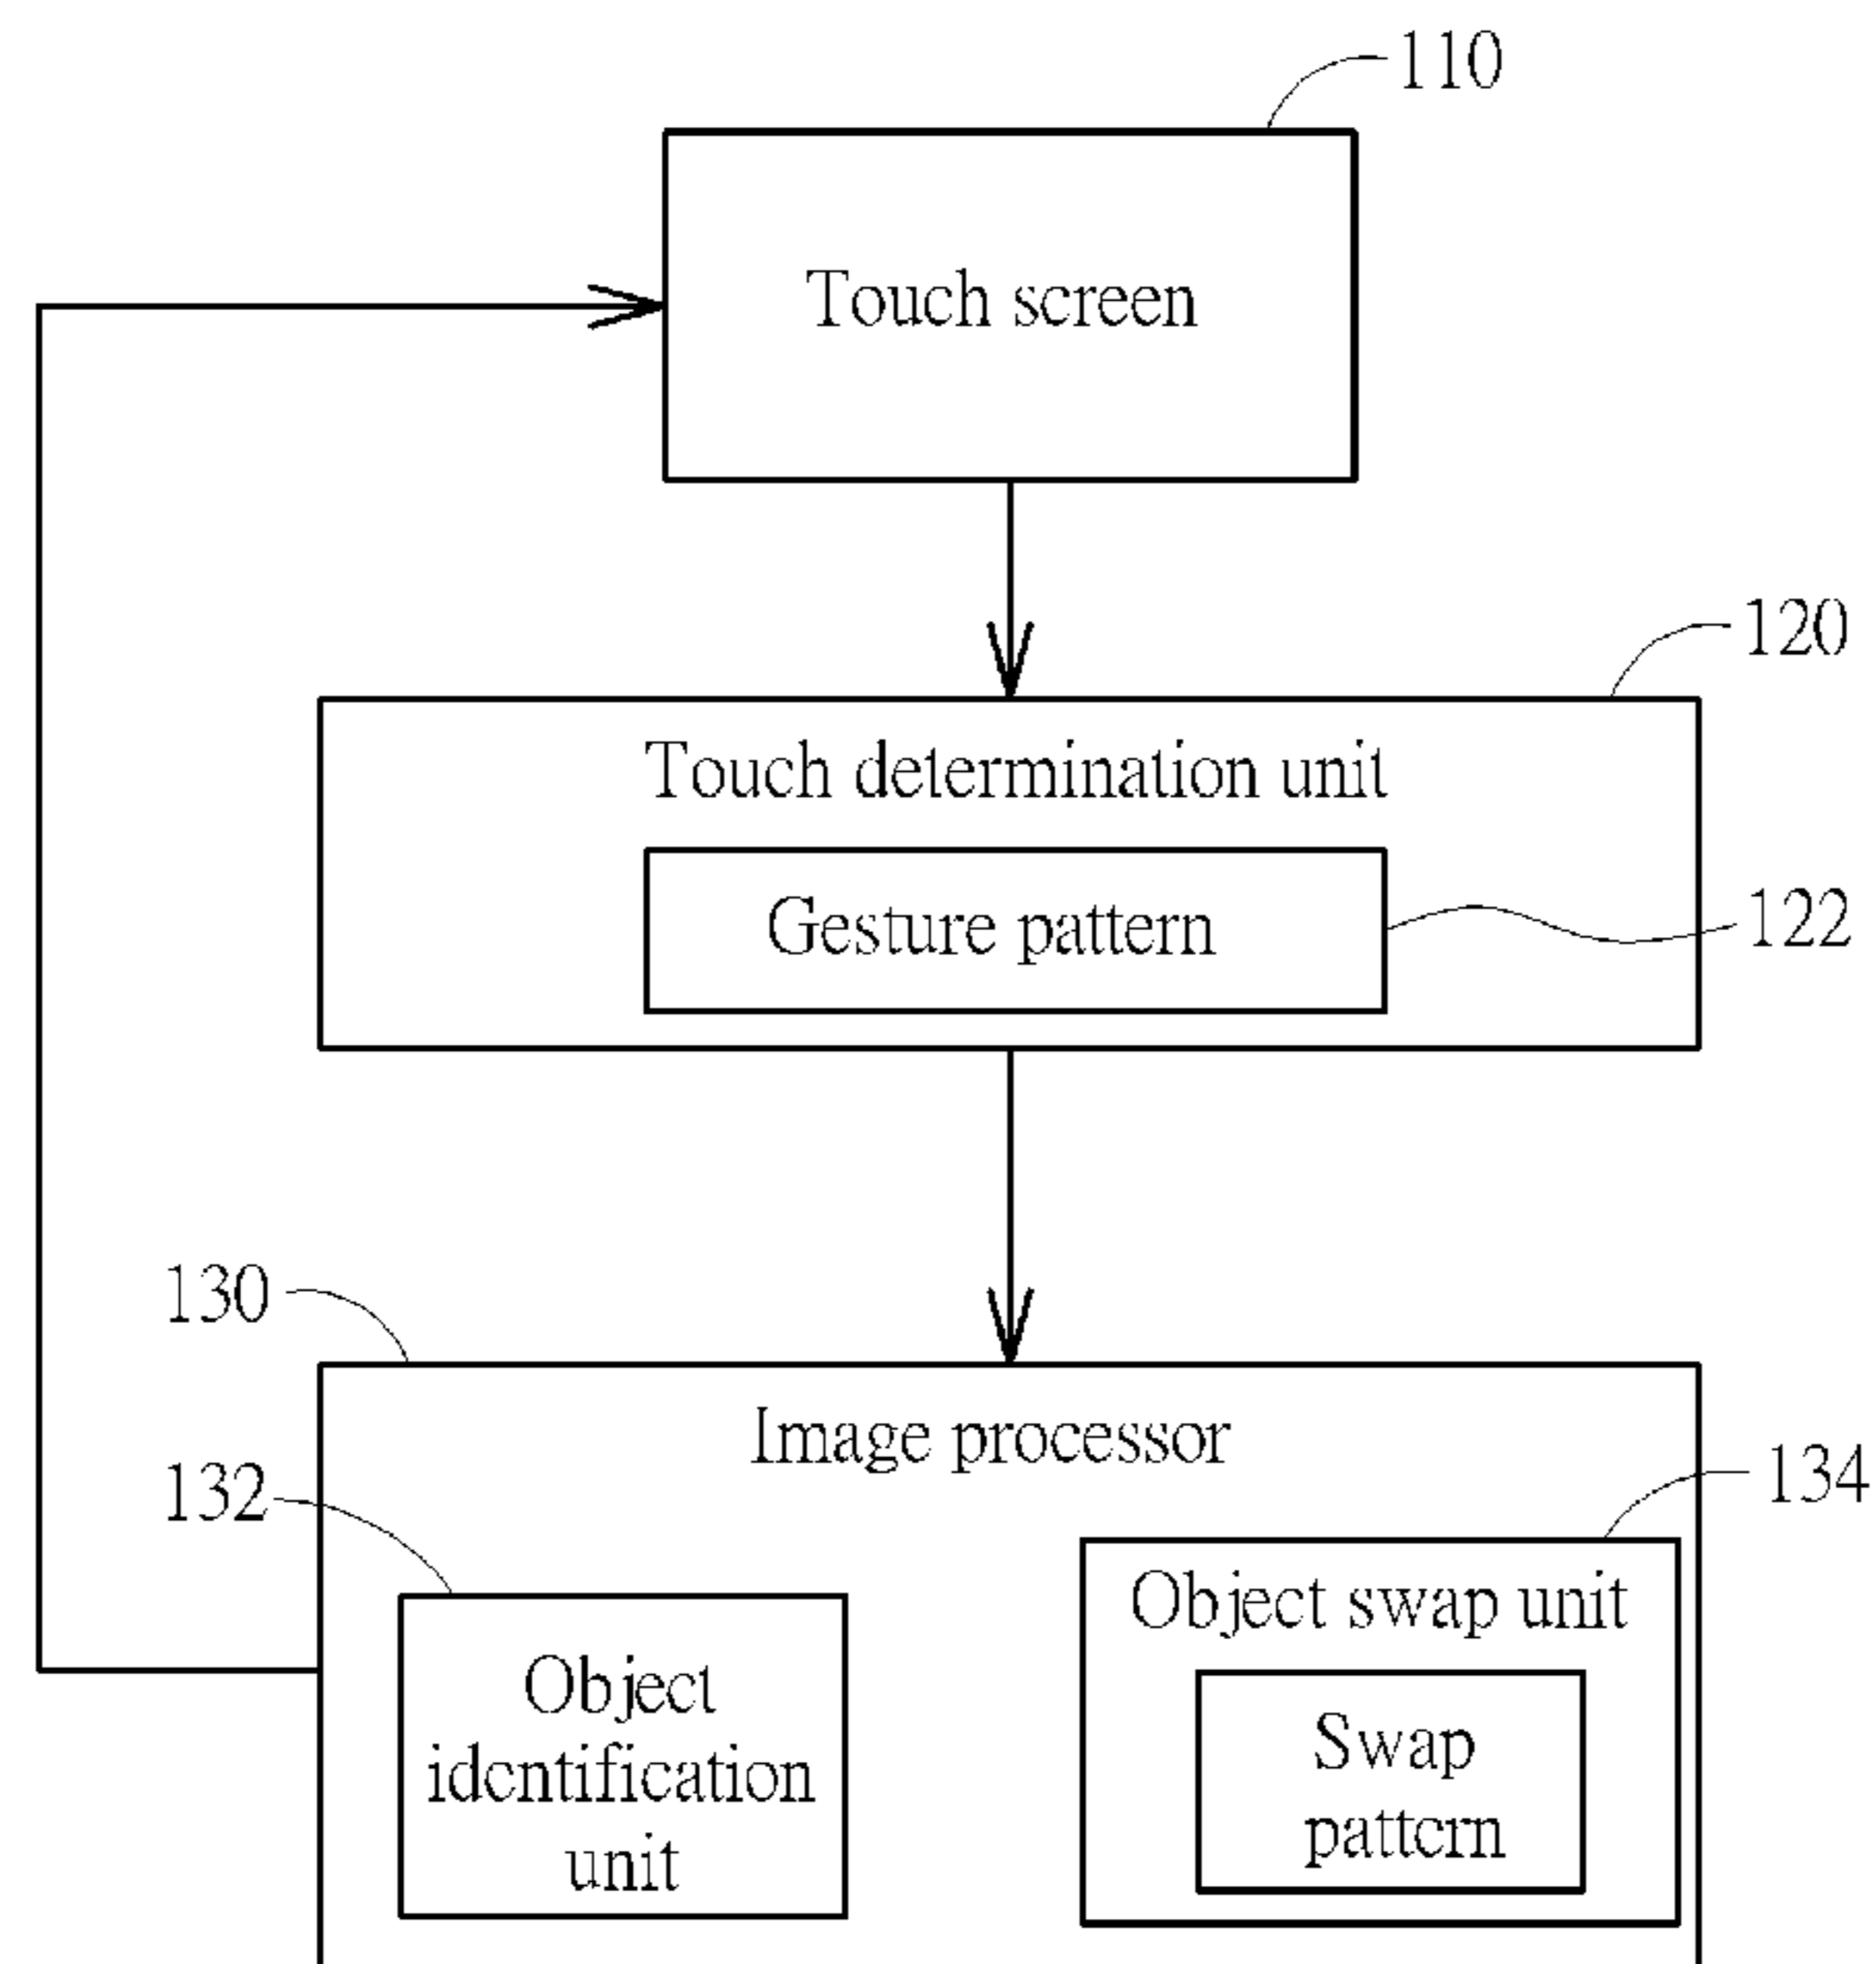 110
Touch screen
120
Touch determination unit
Gesture pattern
122
130
Image processor
132
134
Object swap unit
Object
identification
unit
Swap
pattern